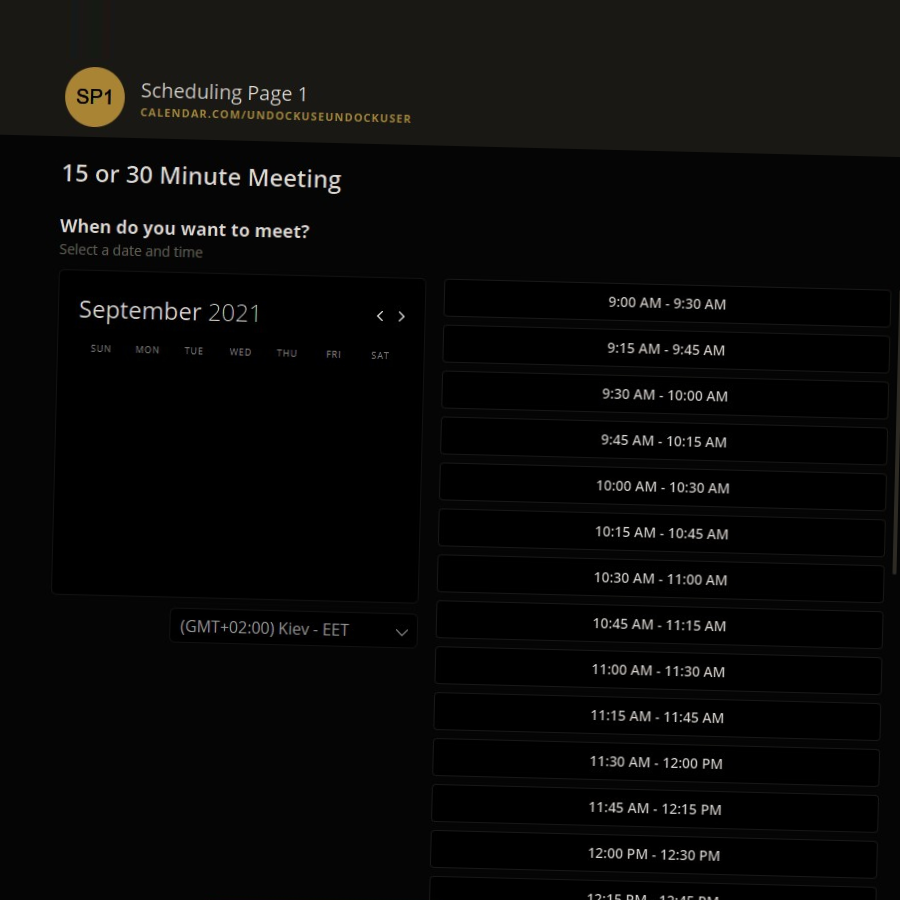 SP1
Scheduling Page 1
CALENDAR.COM/UNDOCKUSEUNDOCKUSER
15 or 30 Minute Meeting
When do you want to meet?
Select a date and time
September 2021
SUN MON TUE WED THU FRI SAT
(GMT+02:00) Kiev - EET
9:00 AM - 9:30 AM
9:15 AM - 9:45 AM
9:30 AM - 10:00 AM
9:45 AM - 10:15 AM
10:00 AM - 10:30 AM
10:15 AM - 10:45 AM
10:30 AM - 11:00 AM
10:45 AM - 11:15 AM
11:00 AM - 11:30 AM
11:15 AM - 11:45 AM
11:30 AM - 12:00 PM
11:45 AM - 12:15 PM
12:00 PM - 12:30 PM
12:15 PM - 12:45 PM